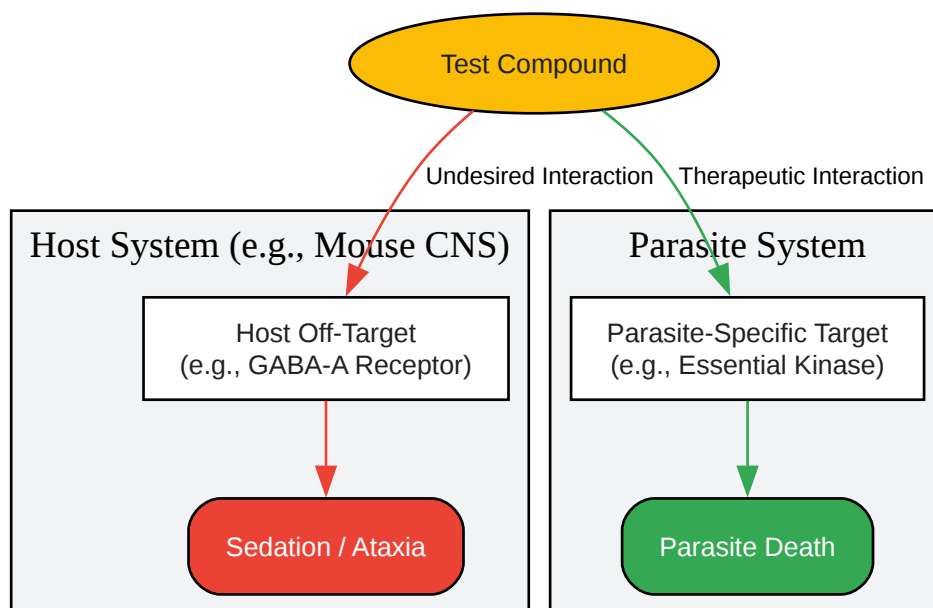 Test Compound
Undesired Interaction
Therapeutic Interaction
Host System (e.g., Mouse CNS)
Parasite System
Host Off-Target
(e.g., GABA-A Receptor)
Parasite-Specific Target
(e.g., Essential Kinase)
Sedation / Ataxia
Parasite Death